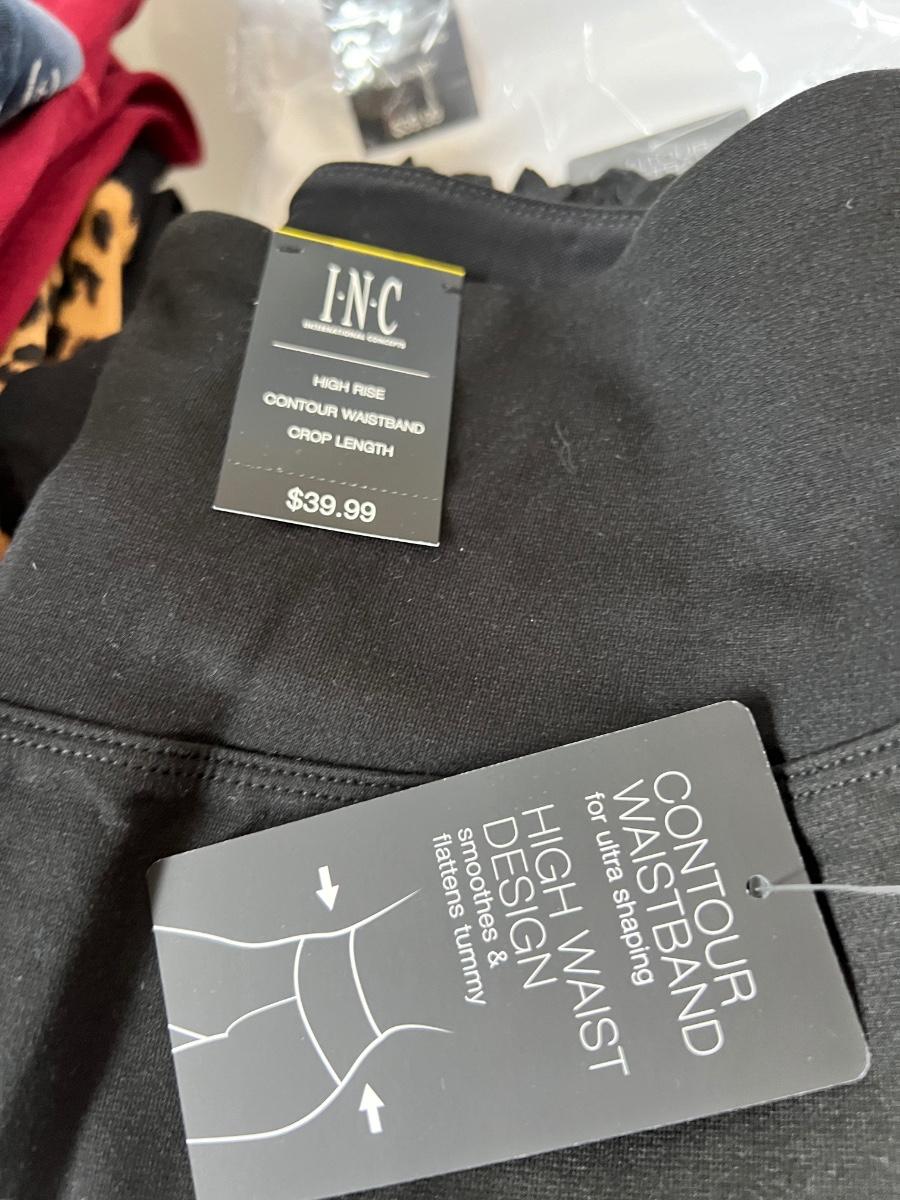 I·N·C
INTERNATIONAL CONCEPTS
HIGH RISE
CONTOUR WAISTBAND
CROP LENGTH
$39.99
CONTOUR
WAISTBAND
for ultra shaping
HIGH WAIST
DESIGN
smoothes &
flattens tummy